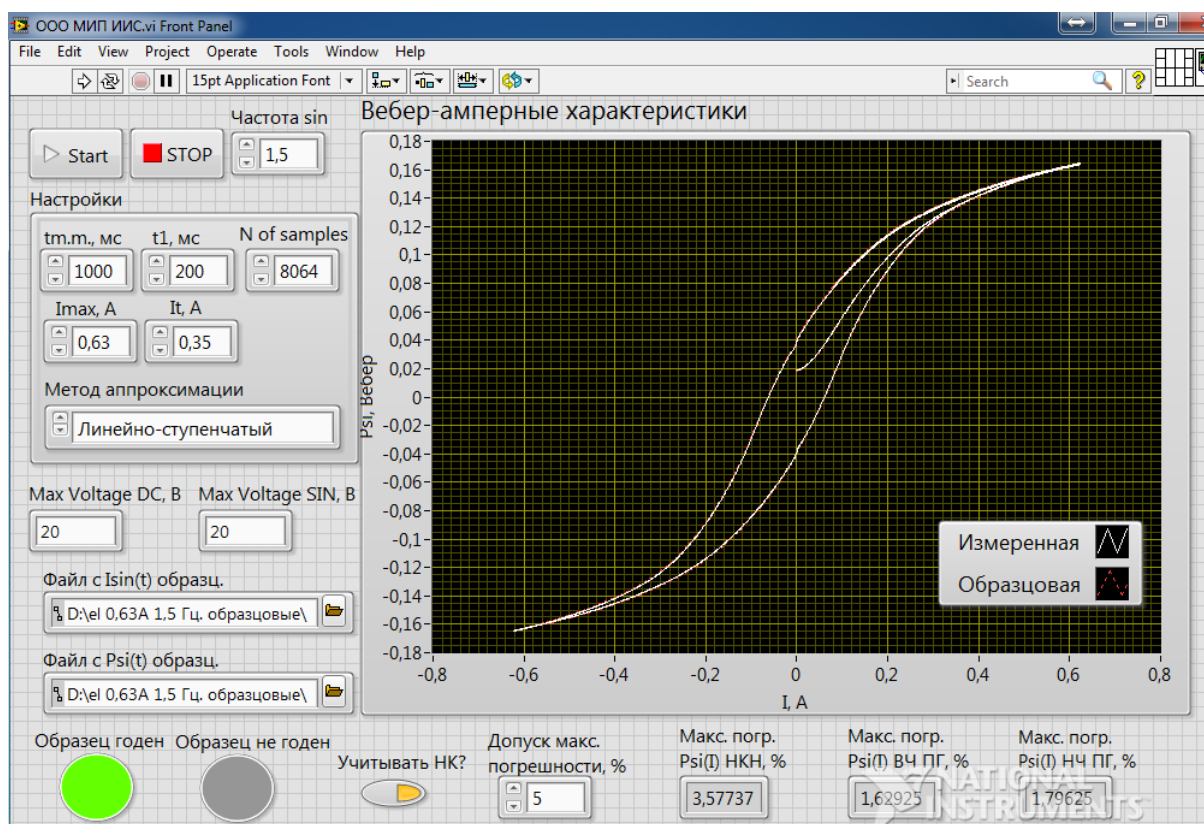 ООО МИП ИИС.vi Front Panel
File Edit View Project Operate Tools Window Help
15pt Application Font
Search
Start
STOP
Частота sin
1,5
Настройки
tm.m., мс t1, мс N of samples
1000 200 8064
Imax, A It, A
0,63 0,35
Метод аппроксимации
Линейно-ступенчатый
Max Voltage DC, В Max Voltage SIN, В
20 20
Файл с Isin(t) образц.
D:\el 0,63A 1,5 Гц. образцовые\
Файл с Psi(t) образц.
D:\el 0,63A 1,5 Гц. образцовые\
Вебер-амперные характеристики
Psi, Вебер
0,18
0,16
0,14
0,12
0,1
0,08
0,06
0,04
0,02
0
-0,02
-0,04
-0,06
-0,08
-0,1
-0,12
-0,14
-0,16
-0,18
-0,8 -0,6 -0,4 -0,2 0 0,2 0,4 0,6 0,8
I, A
Измеренная
Образцовая
Образец годен Образец не годен
Учитывать НК?
Допуск макс.
погрешности, %
5
Макс. погр.
Psi(I) НКН, %
3,57737
Макс. погр.
Psi(I) ВЧ ПГ, %
1,62925
Макс. погр.
Psi(I) НЧ ПГ, %
1,79625
NATIONAL
INSTRUMENTS